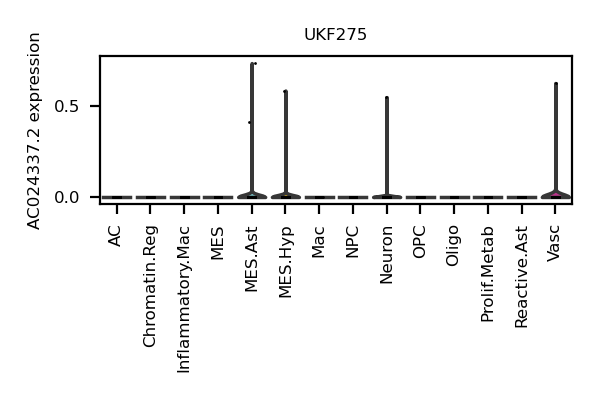 UKF275
AC024337.2 expression
0.5
0.0
AC
Chromatin.Reg
Inflammatory.Mac
MES
MES.Ast
MES.Hyp
Mac
NPC
Neuron
OPC
Oligo
Prolif.Metab
Reactive.Ast
Vasc